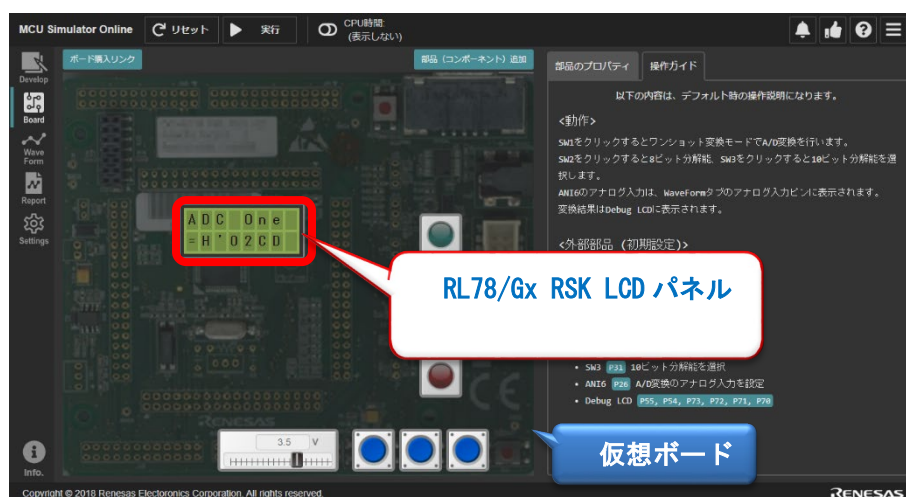 MCU Simulator Online
リセット
実行
CPU時間:
(表示しない)
Develop
Board
Wave
Form
Report
Settings
Info.
ボード購入リンク
部品（コンポーネント）追加
ADC One
=H'02CD
RENESAS
3.5 V
部品のプロパティ
操作ガイド
以下の内容は、デフォルト時の操作説明になります。
<動作>
SW1をクリックするとワンショット変換モードでA/D変換を行います。
SW2をクリックすると8ビット分解能、SW3をクリックすると10ビット分解能を選
択します。
ANI6のアナログ入力は、WaveFormタブのアナログ入力ピンに表示されます。
変換結果はDebug LCDに表示されます。
<外部部品（初期設定)>
RL78/Gx RSK LCD パネル
• SW3 P31 10ビット分解能を選択
• ANI6 P26 A/D変換のアナログ入力を設定
• Debug LCD P55, P54, P73, P72, P71, P70
仮想ボード
Copyright © 2018 Renesas Electoronics Corporation. All rights reserved.
RENESAS